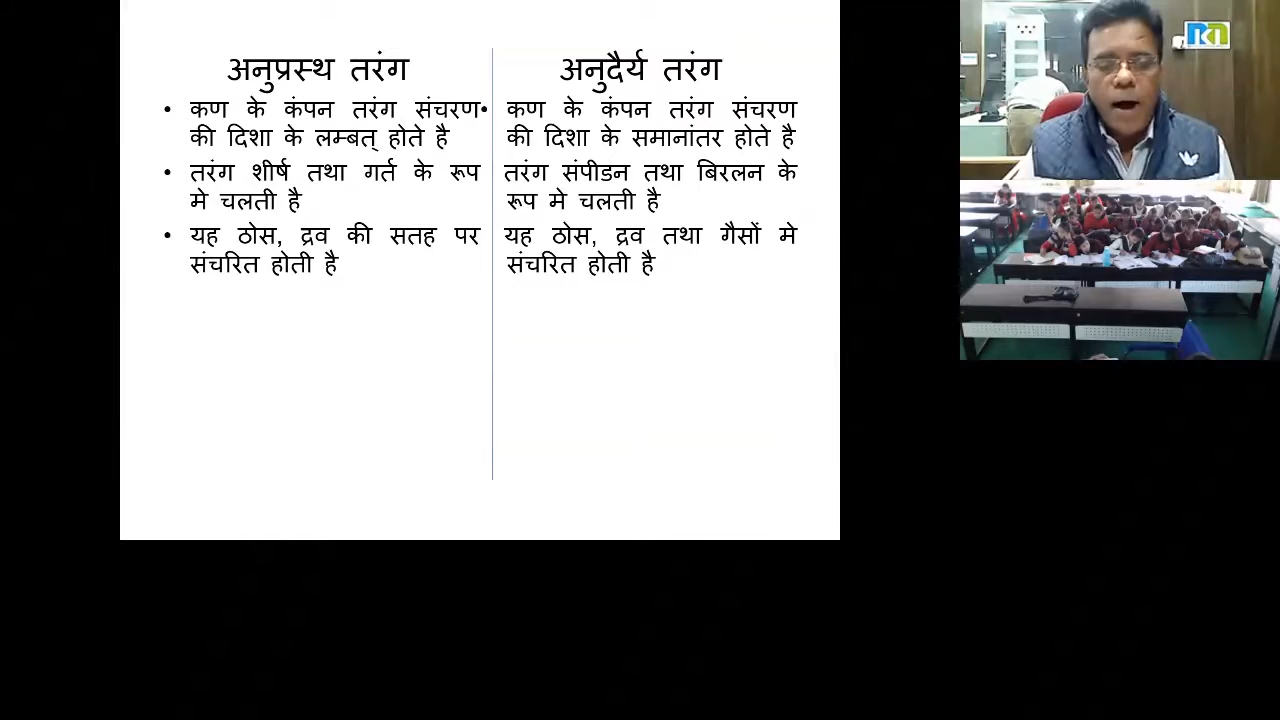 अनुप्रस्थ तरंग
• कण के कंपन तरंग संचरण
की दिशा के लम्बत् होते है
• तरंग शीर्ष तथा गर्त के रूप
मे चलती है
• यह ठोस, द्रव की सतह पर
संचरित होती है
अनुदैर्य तरंग
• कण के कंपन तरंग संचरण
की दिशा के समानांतर होते है
तरंग संपीडन तथा बिरलन के
रूप मे चलती है
यह ठोस, द्रव तथा गैसों मे
संचरित होती है